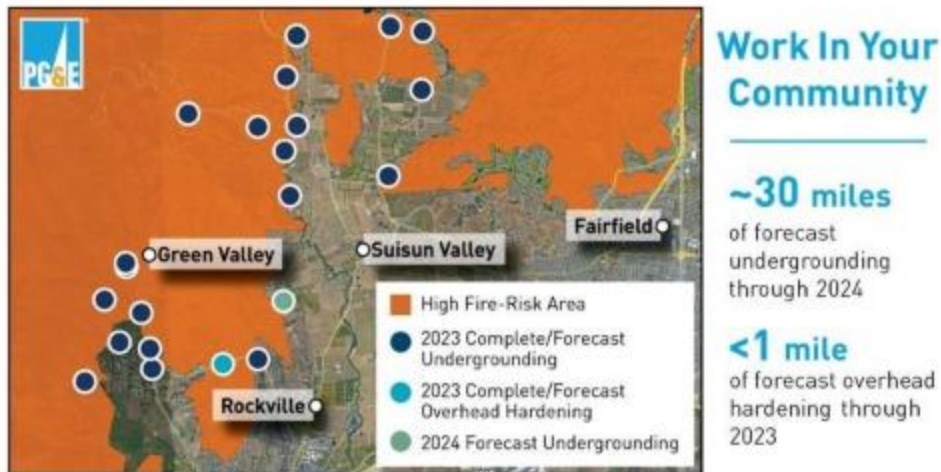 PG&E
Work In Your
Community
~30 miles
of forecast
undergrounding
through 2024
<1 mile
of forecast overhead
hardening through
2023
Fairfield
Suisun Valley
Green Valley
Rockville
High Fire-Risk Area
2023 Complete/Forecast
Undergrounding
2023 Complete/Forecast
Overhead Hardening
2024 Forecast Undergrounding